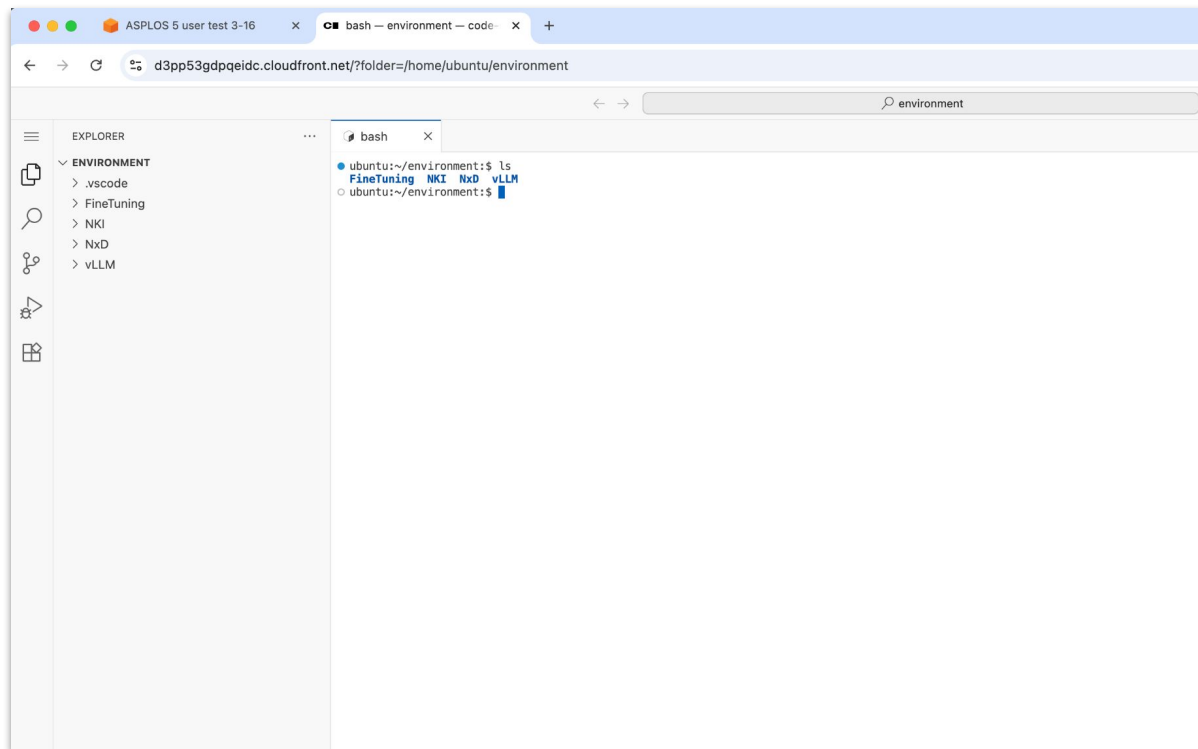 ASPLOS 5 user test 3-16
bash — environment — code-
d3pp53gdpqeidc.cloudfront.net/?folder=/home/ubuntu/environment
environment
EXPLORER
bash
ENVIRONMENT
.vscode
FineTuning
NKI
NxD
vLLM
ubuntu:~/environment:$ ls
FineTuning NKI NxD vLLM
ubuntu:~/environment:$